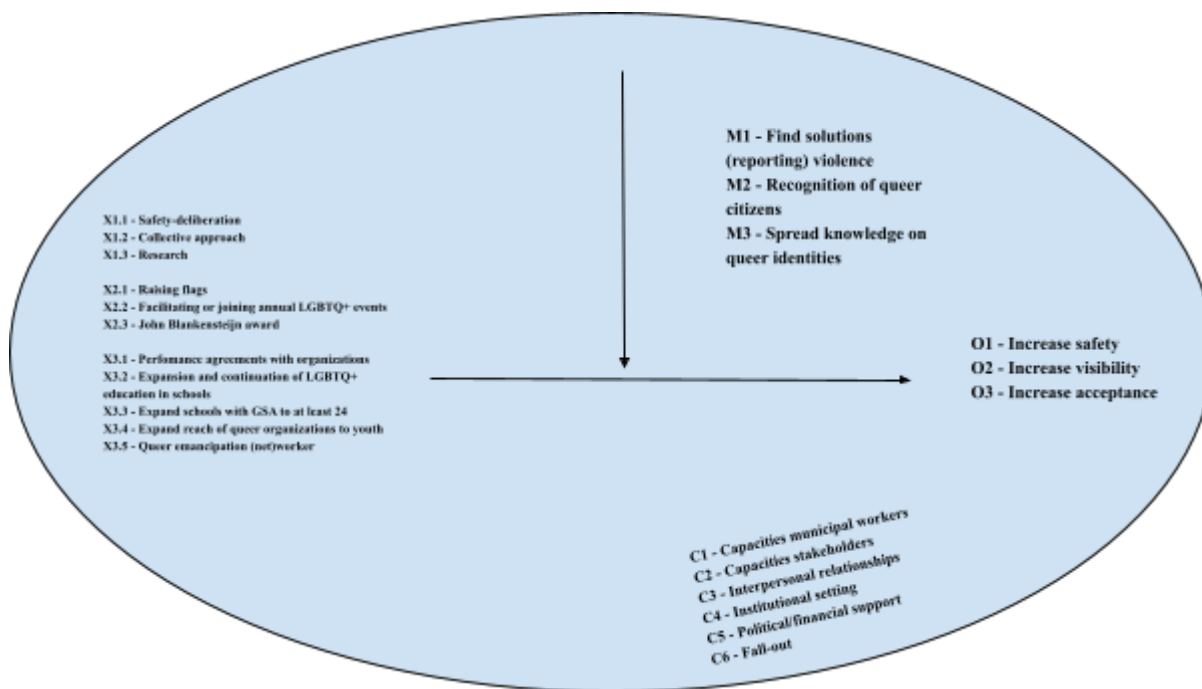 M1 - Find solutions
(reporting) violence
M2 - Recognition of queer
citizens
M3 - Spread knowledge on
queer identities
X1.1 - Safety-deliberation
X1.2 - Collective approach
X1.3 - Research
X2.1 - Raising flags
X2.2 - Facilitating or joining annual LGBTQ+ events
X2.3 - John Blankensteijn award
X3.1 - Perfomance agreements with organizations
X3.2 - Expansion and continuation of LGBTQ+
education in schools
X3.3 - Expand schools with GSA to at least 24
X3.4 - Expand reach of queer organizations to youth
X3.5 - Queer emancipation (net)worker
O1 - Increase safety
O2 - Increase visibility
O3 - Increase acceptance
C1 - Capacities municipal workers
C2 - Capacities stakeholders
C3 - Interpersonal relationships
C4 - Institutional setting
C5 - Political/financial support
C6 - Fall-out